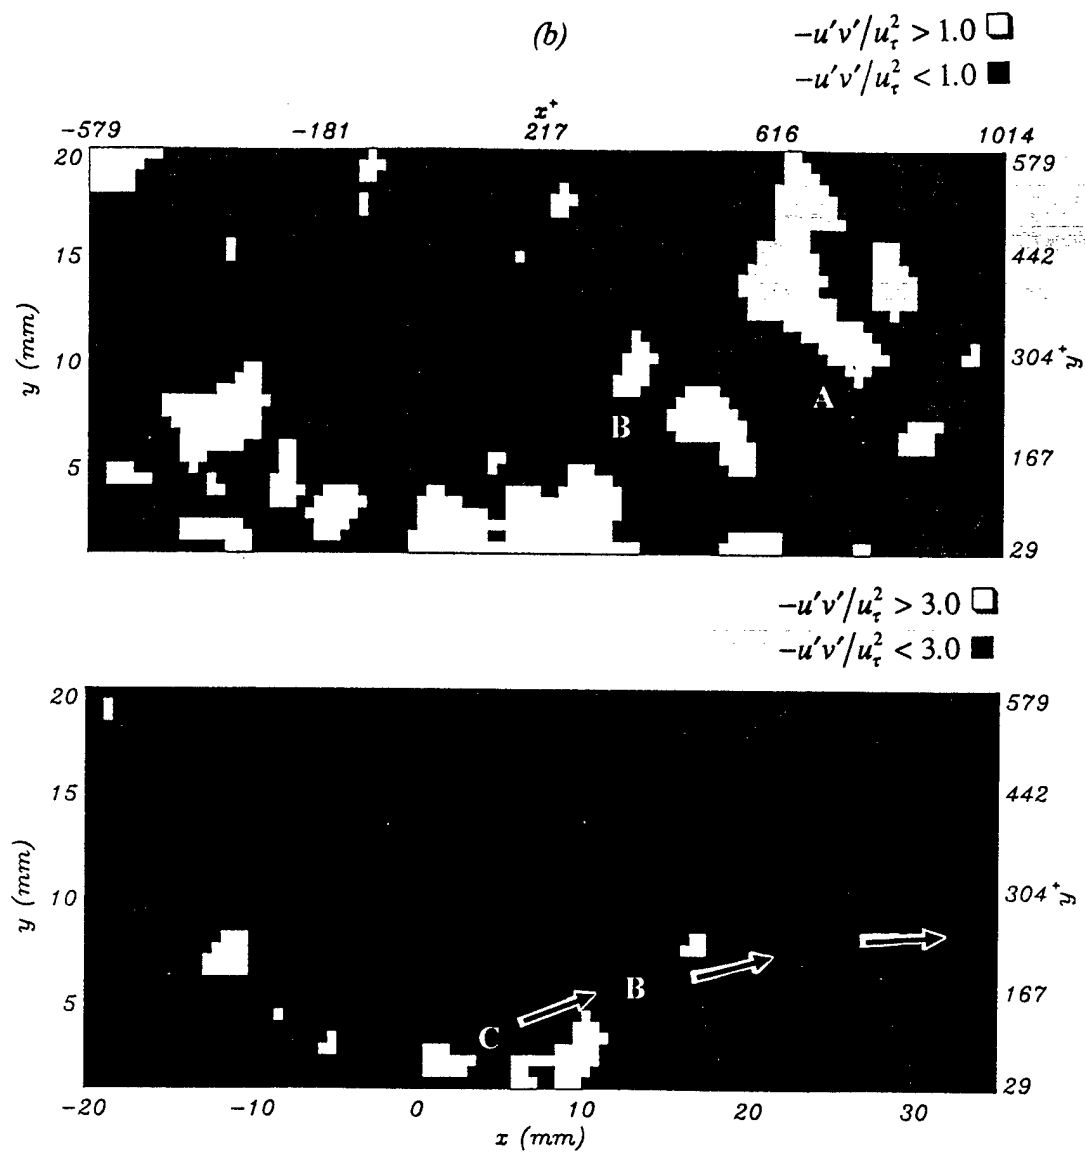 (b)
−u′v′/u_τ² > 1.0
−u′v′/u_τ² < 1.0
x⁺
−579 −181 217 616 1014
20 579
15 442
10 304
5 167
29
y (mm)
y⁺
A
B
−u′v′/u_τ² > 3.0
−u′v′/u_τ² < 3.0
20 579
15 442
10 304
5 167
29
y (mm)
y⁺
B
C
−20 −10 0 10 20 30
x (mm)